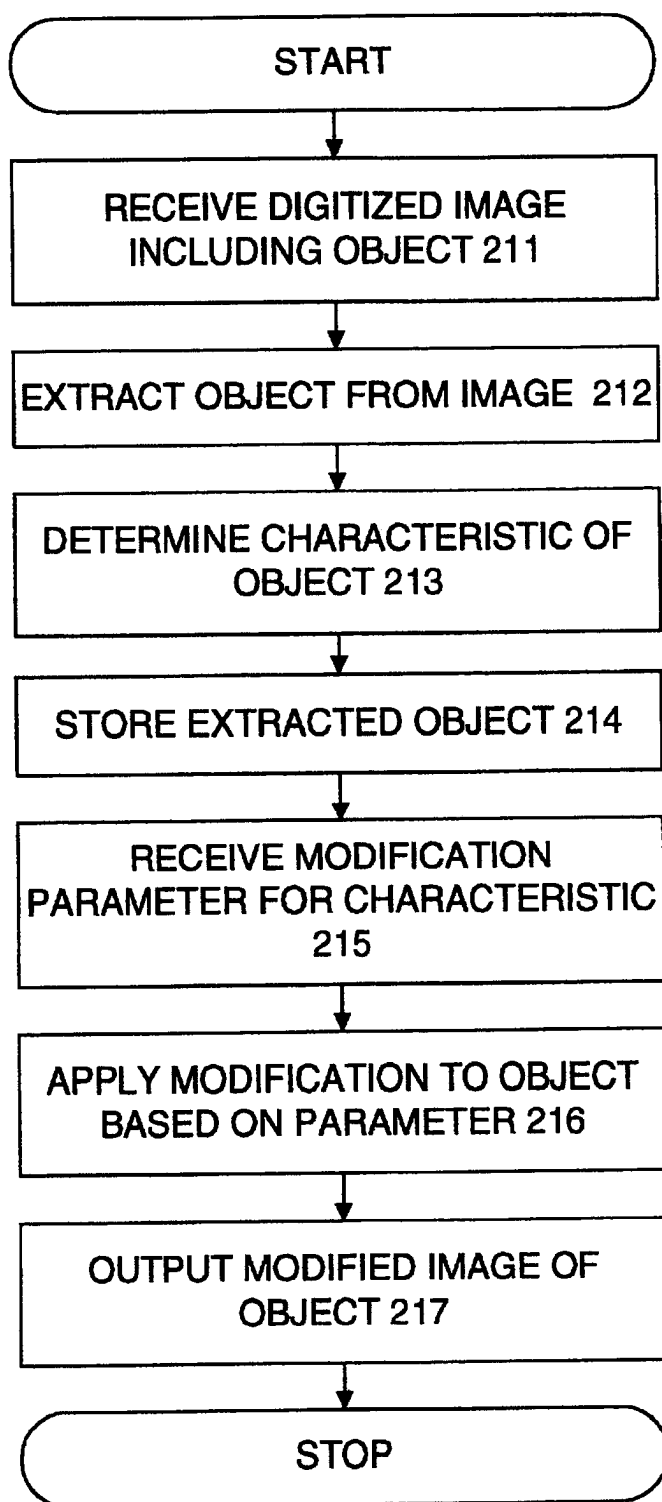 START
RECEIVE DIGITIZED IMAGE
INCLUDING OBJECT 211
EXTRACT OBJECT FROM IMAGE 212
DETERMINE CHARACTERISTIC OF
OBJECT 213
STORE EXTRACTED OBJECT 214
RECEIVE MODIFICATION
PARAMETER FOR CHARACTERISTIC
215
APPLY MODIFICATION TO OBJECT
BASED ON PARAMETER 216
OUTPUT MODIFIED IMAGE OF
OBJECT 217
STOP